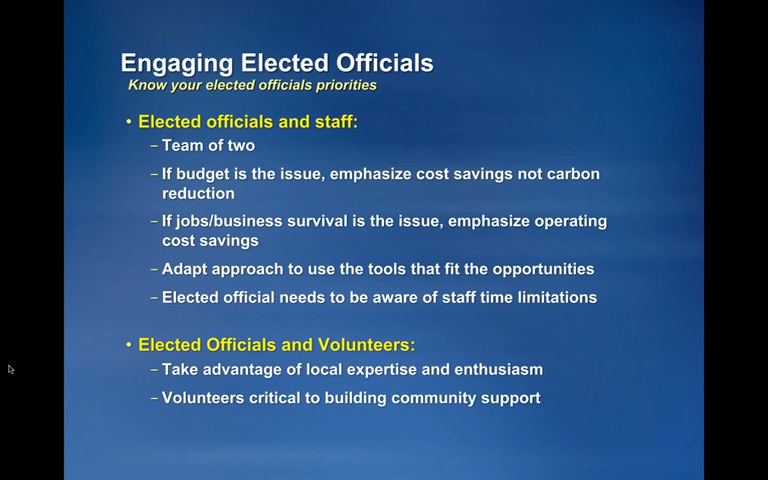 Engaging Elected Officials
Know your elected officials priorities
• Elected officials and staff:
– Team of two
– If budget is the issue, emphasize cost savings not carbon
reduction
– If jobs/business survival is the issue, emphasize operating
cost savings
– Adapt approach to use the tools that fit the opportunities
– Elected official needs to be aware of staff time limitations
• Elected Officials and Volunteers:
– Take advantage of local expertise and enthusiasm
– Volunteers critical to building community support